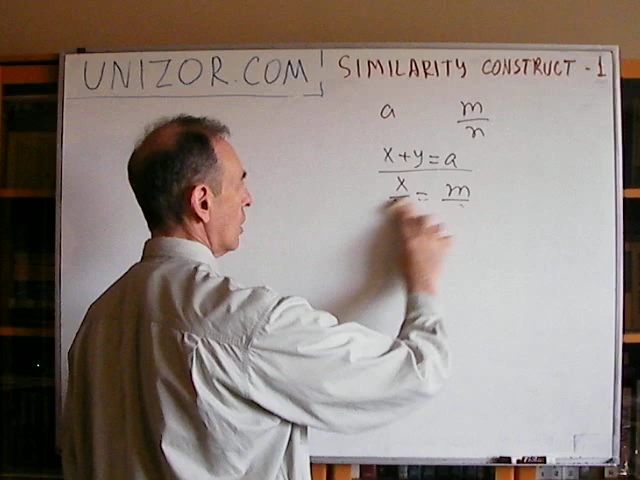 UNIZOR.COM SIMILARITY CONSTRUCT - 1
a m/n
x+y=a
x = m